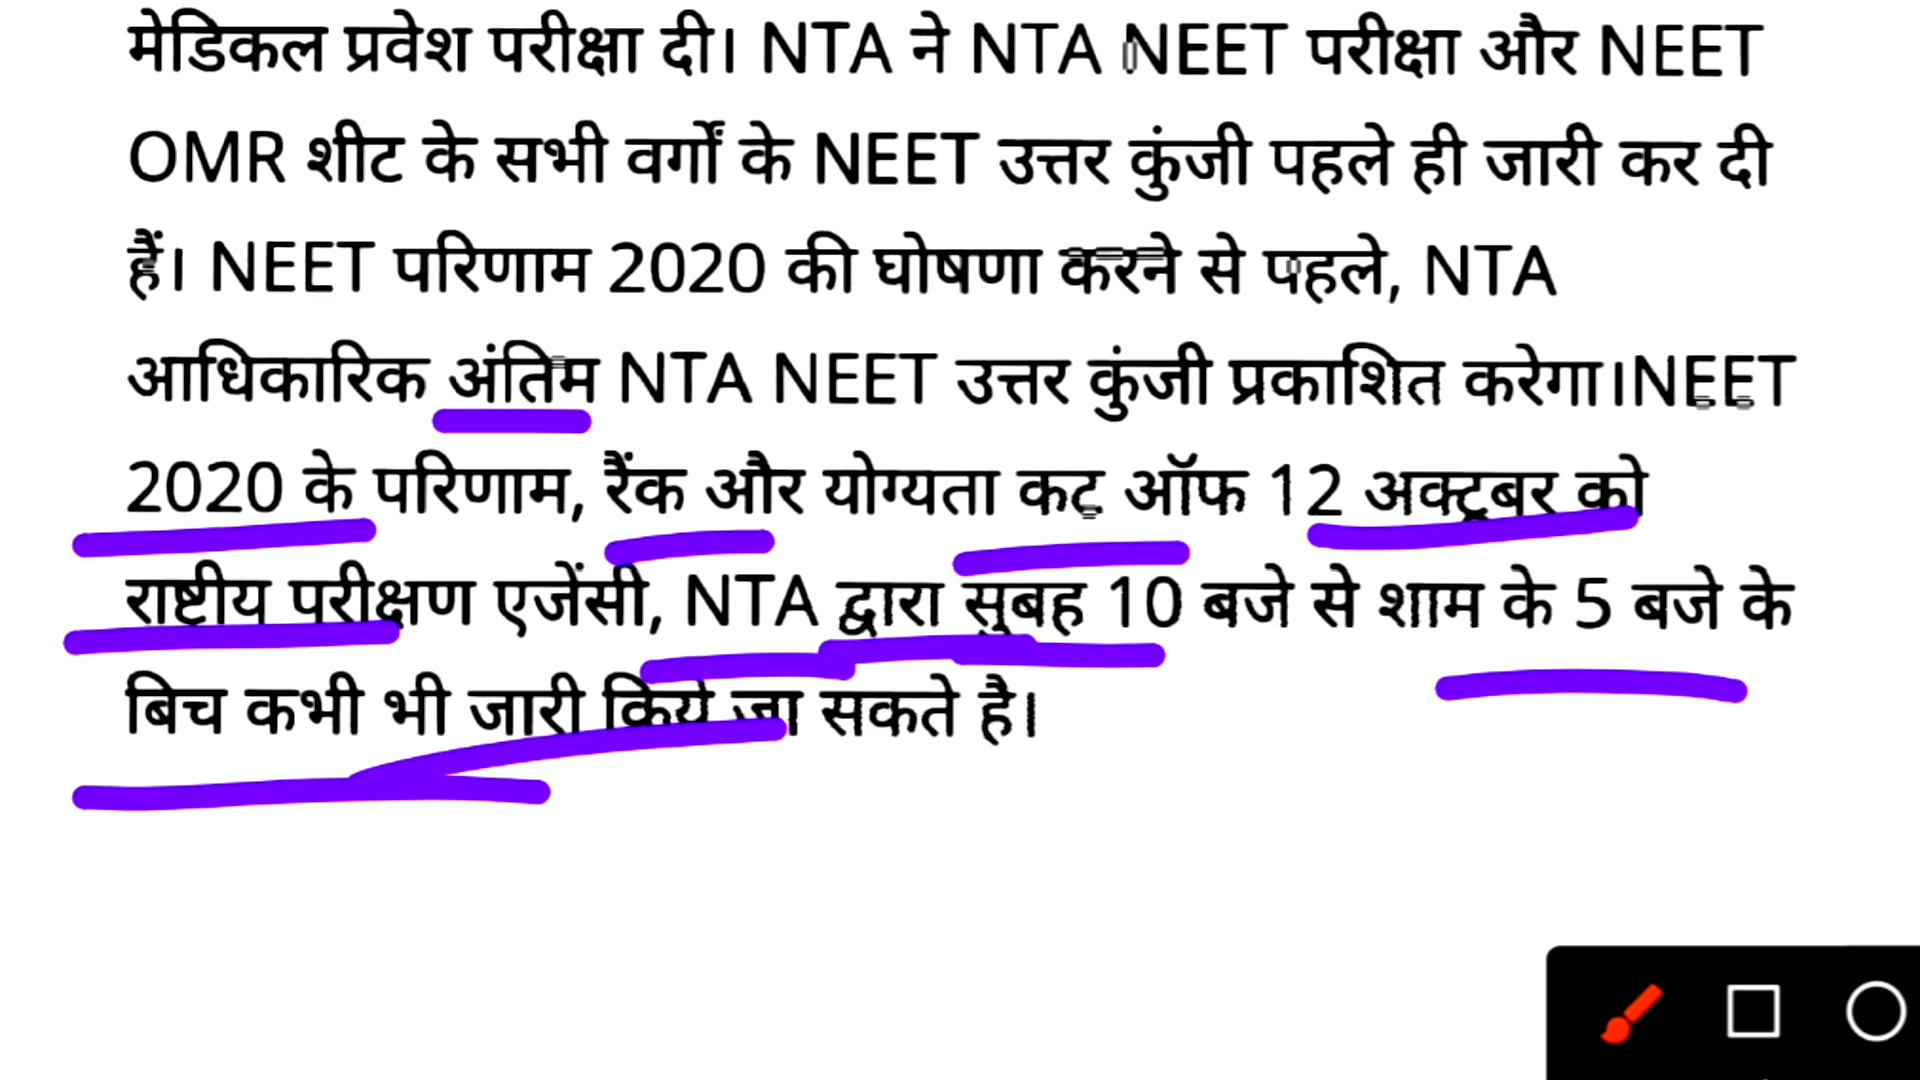 मेडिकल प्रवेश परीक्षा दी। NTA ने NTA NEET परीक्षा और NEET
OMR शीट के सभी वर्गों के NEET उत्तर कुंजी पहले ही जारी कर दी
हैं। NEET परिणाम 2020 की घोषणा करने से पहले, NTA
आधिकारिक अंतिम NTA NEET उत्तर कुंजी प्रकाशित करेगा।NEET
2020 के परिणाम, रैंक और योग्यता कट ऑफ 12 अक्टूबर को
राष्टीय परीक्षण एजेंसी, NTA द्वारा सुबह 10 बजे से शाम के 5 बजे के
बिच कभी भी जारी किये जा सकते है।